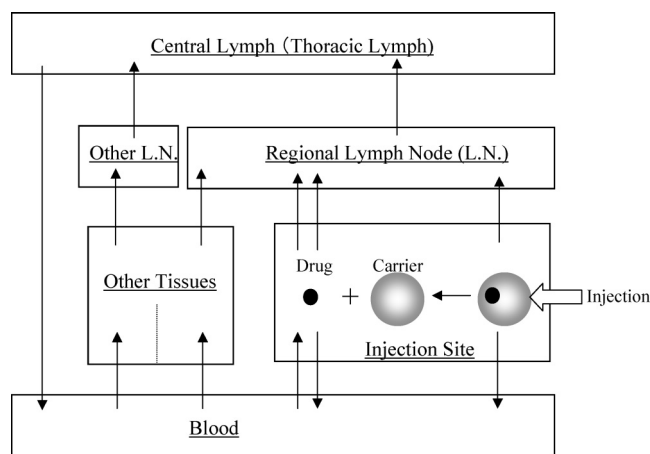 Central Lymph (Thoracic Lymph)
Other L.N.
Regional Lymph Node (L.N.)
Drug
Carrier
Other Tissues
+
Injection
Injection Site
Blood